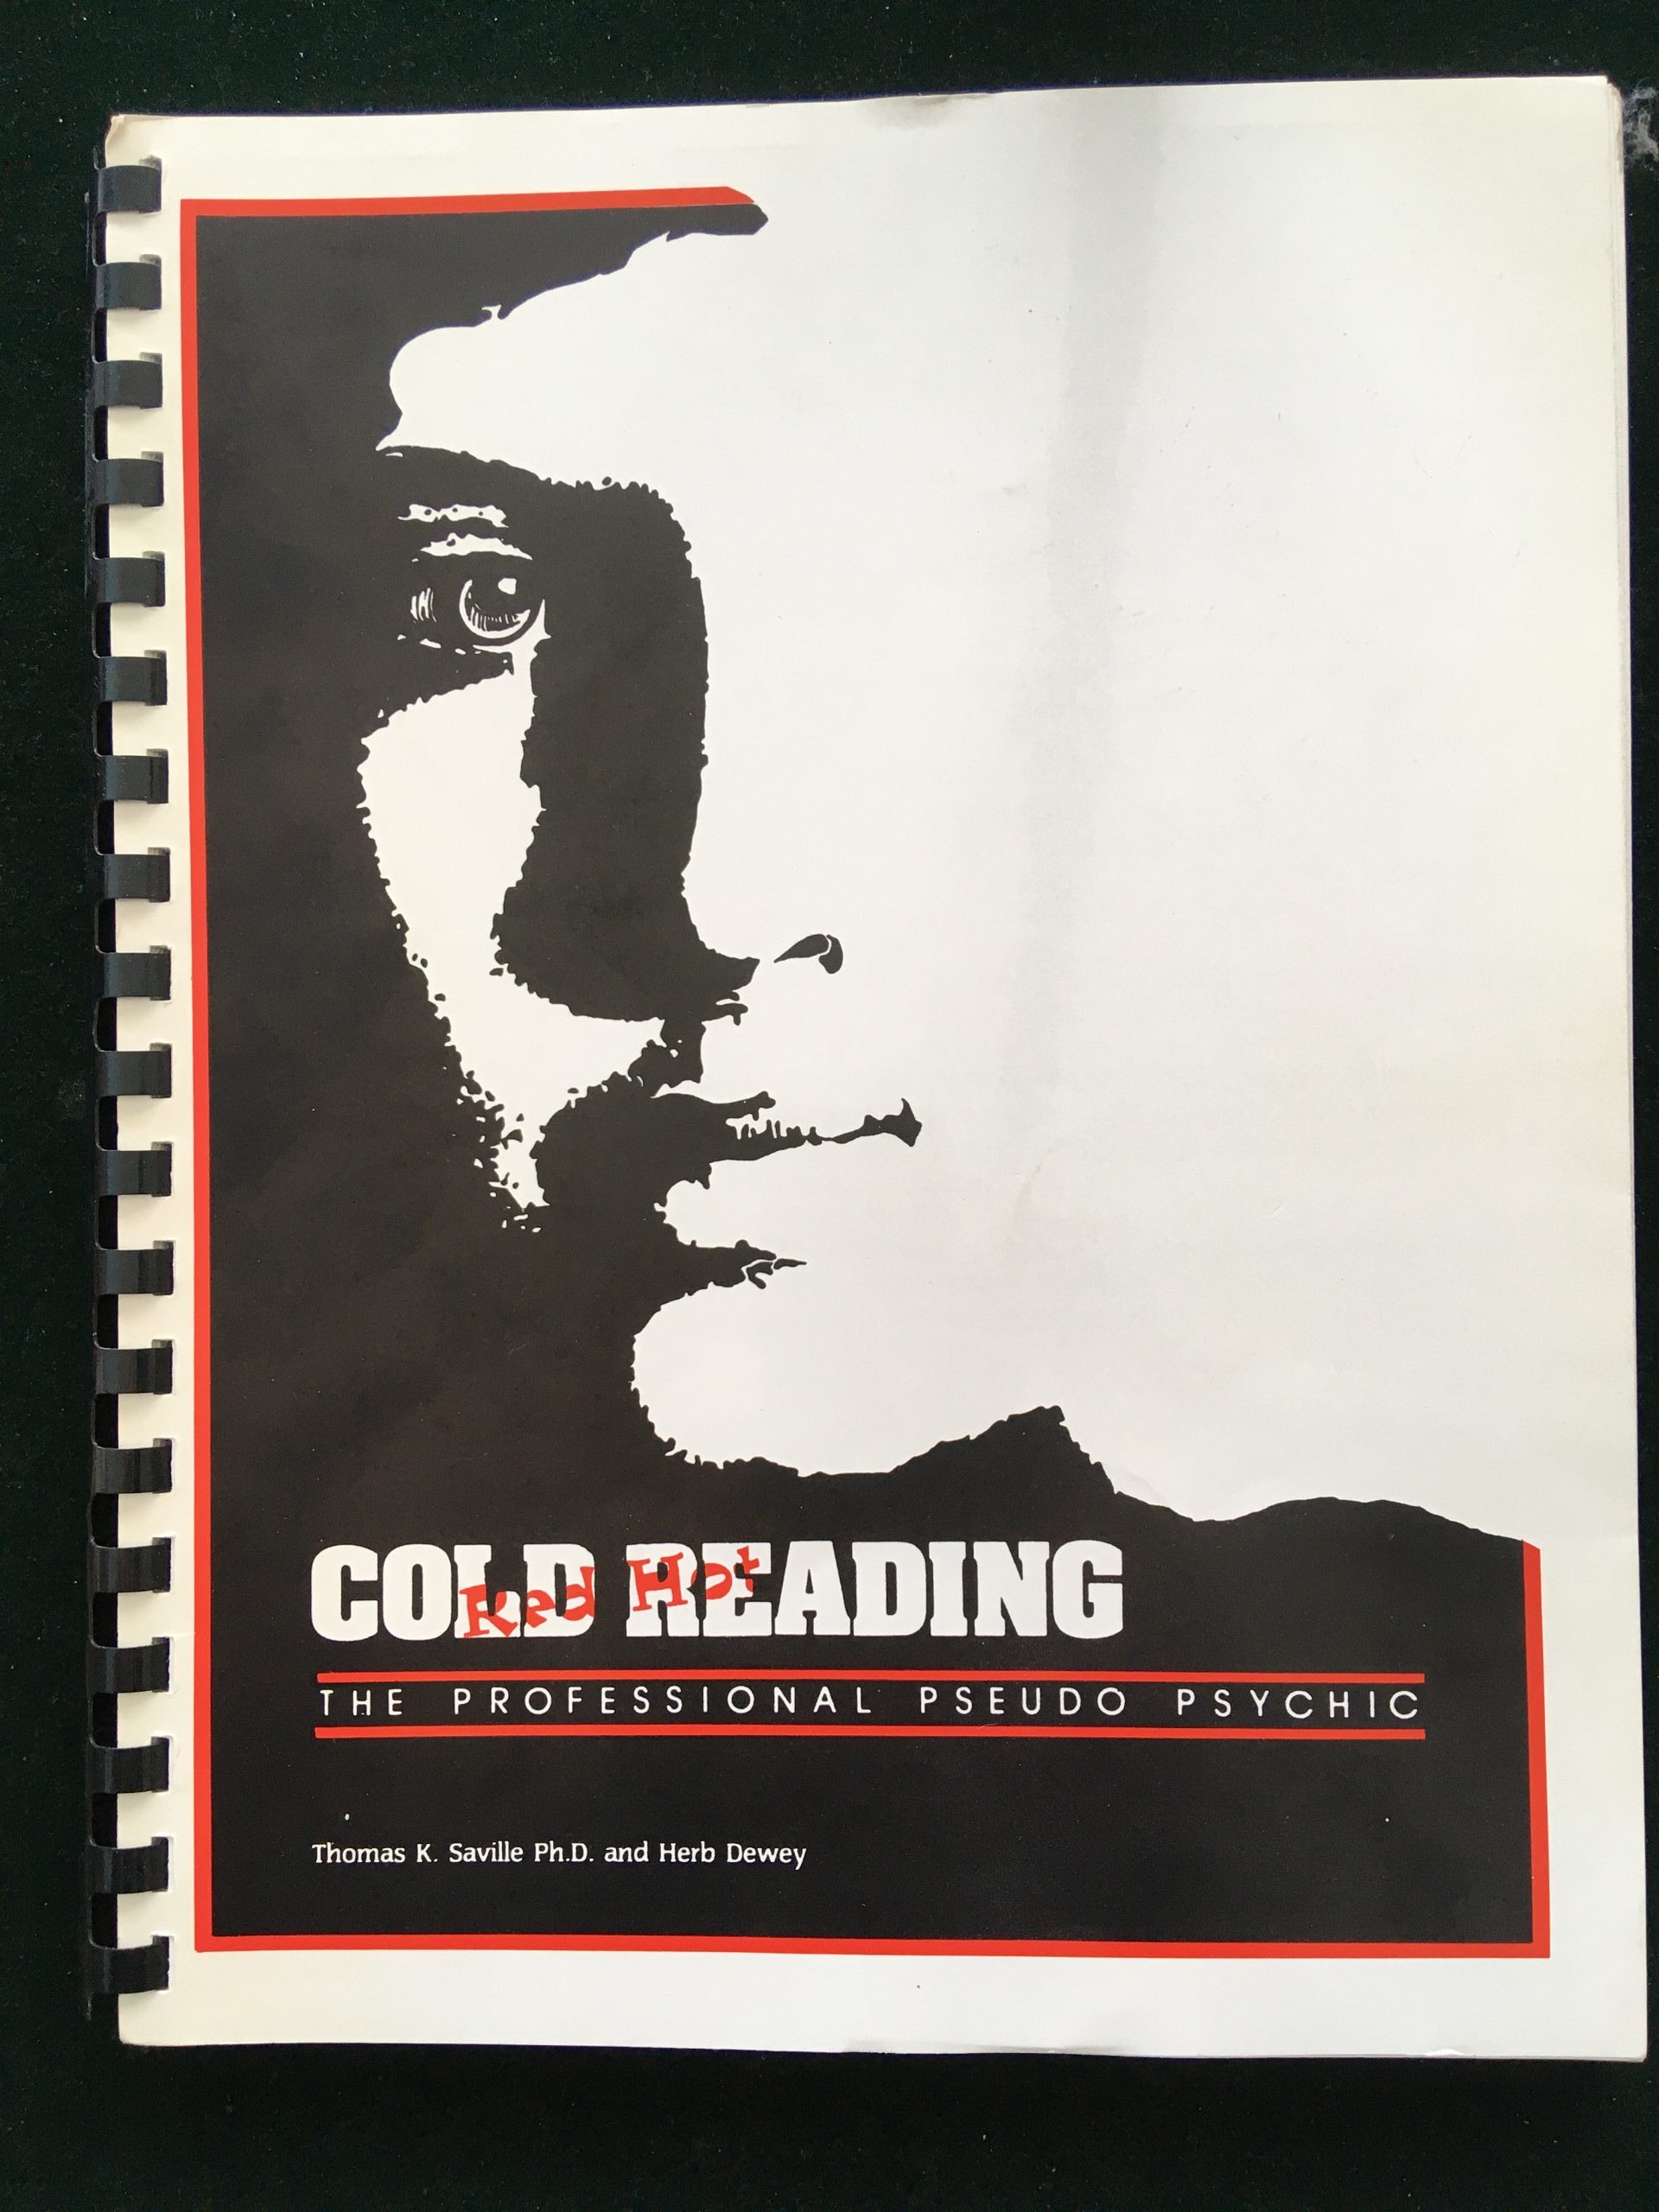 COLD READING
Red Hot
THE PROFESSIONAL PSEUDO PSYCHIC
Thomas K. Saville Ph.D. and Herb Dewey